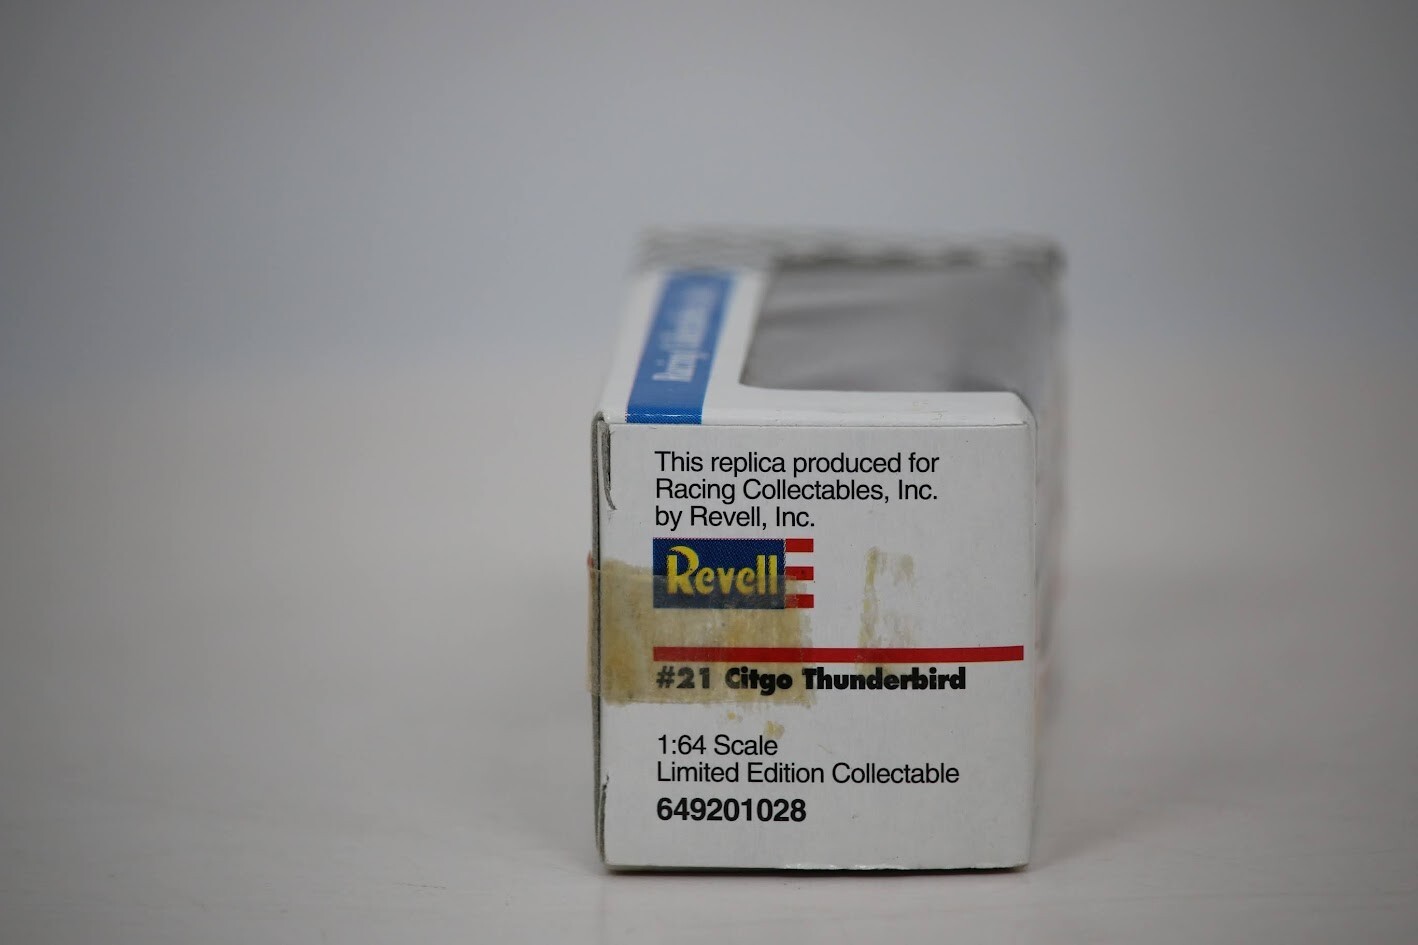 Racing
This replica produced for
Racing Collectables, Inc.
by Revell, Inc.
Revell
#21 Citgo Thunderbird
1:64 Scale
Limited Edition Collectable
649201028